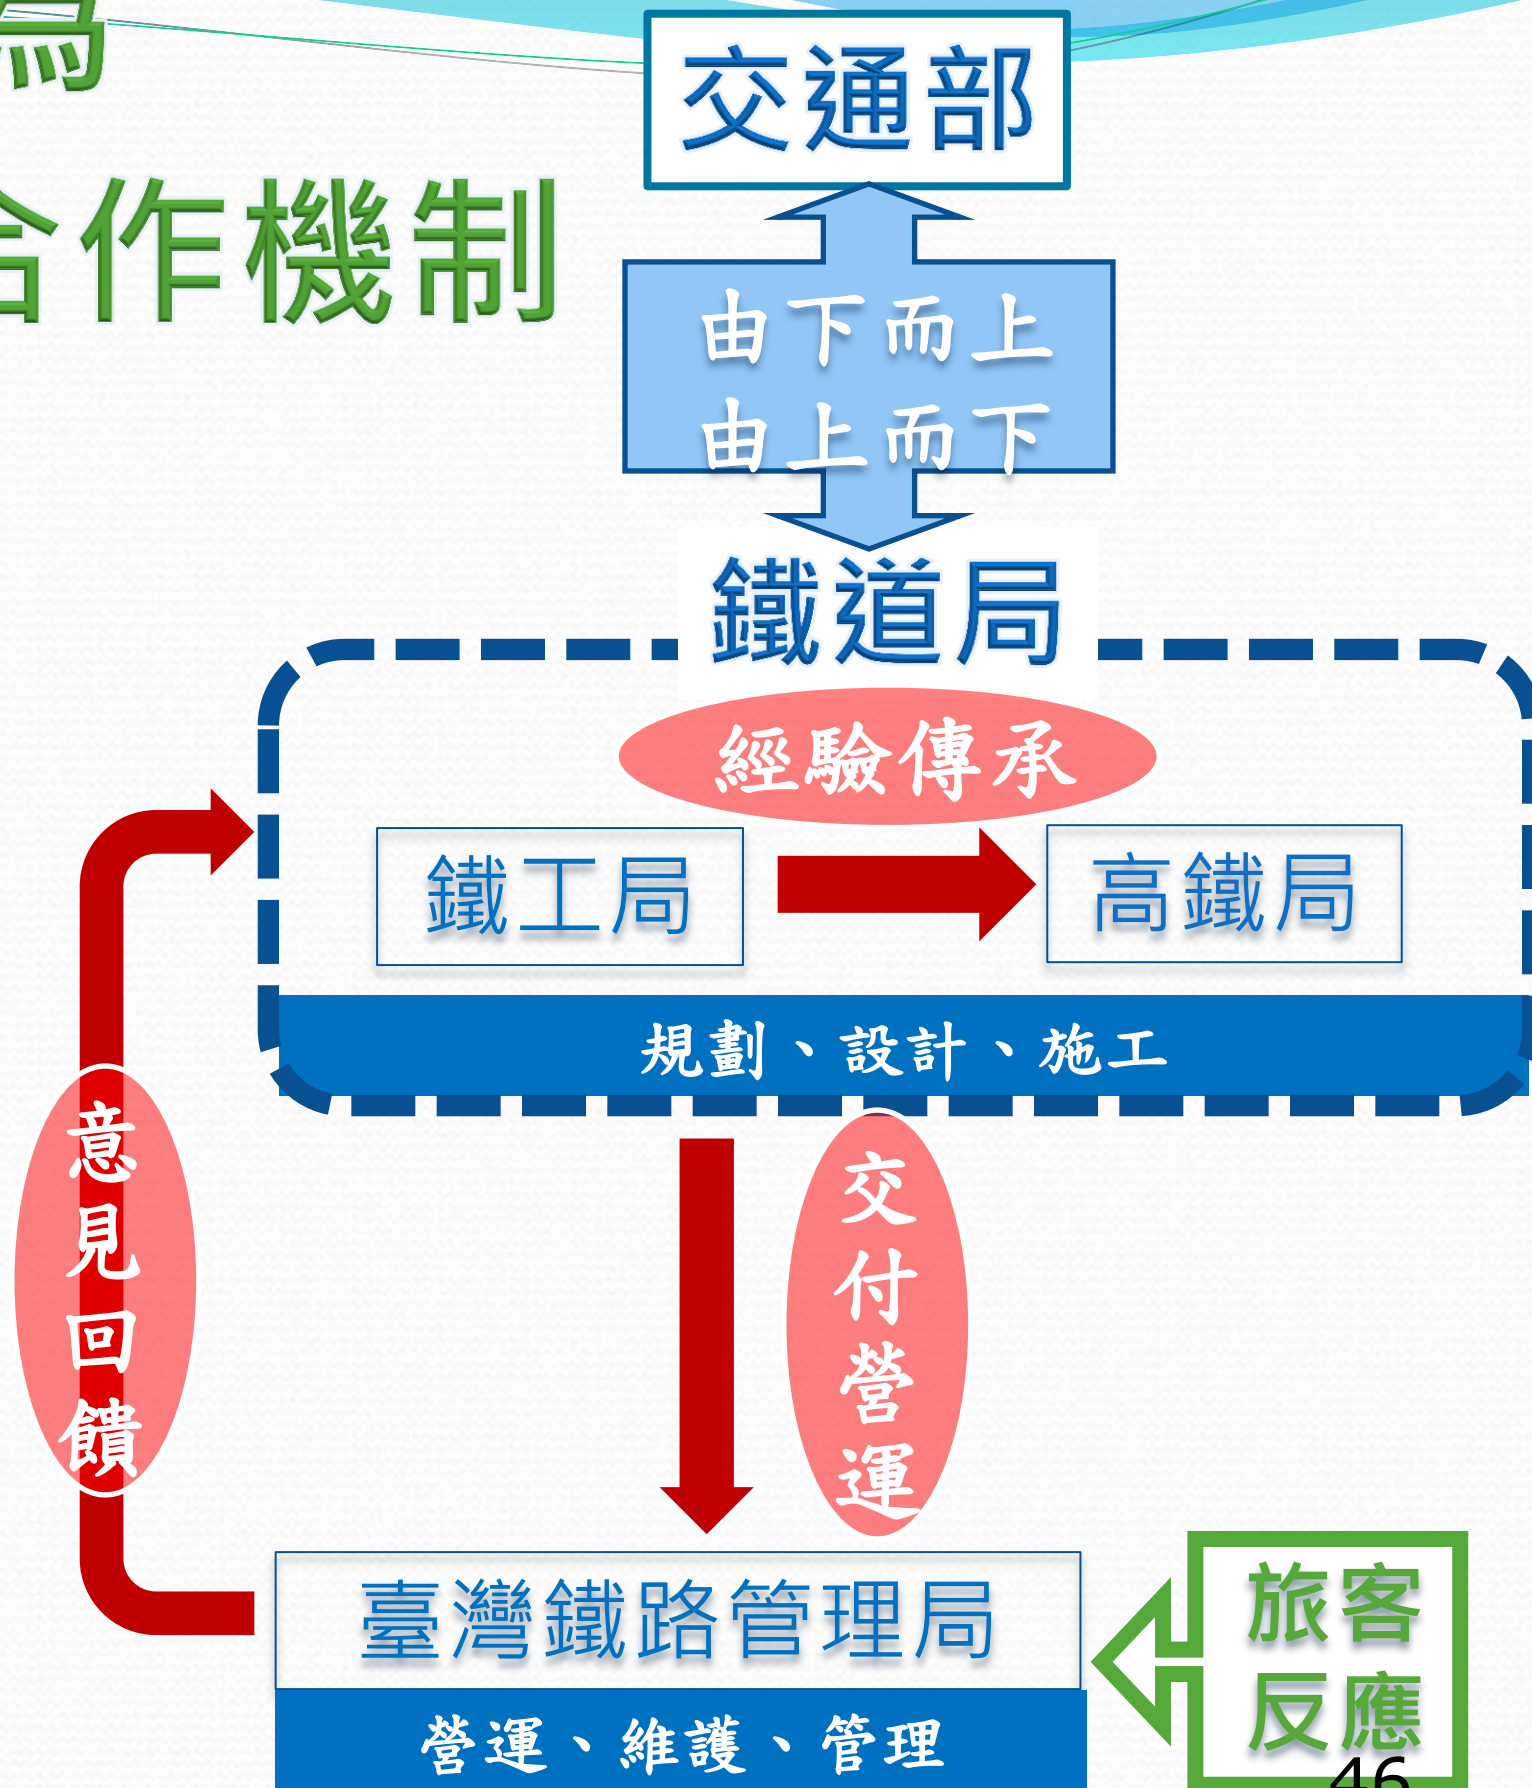 為
合作機制
交通部
由下而上
由上而下
鐵道局
經驗傳承
鐵工局
高鐵局
規劃、設計、施工
意見回饋
交付營運
臺灣鐵路管理局
營運、維護、管理
旅客
反應
46